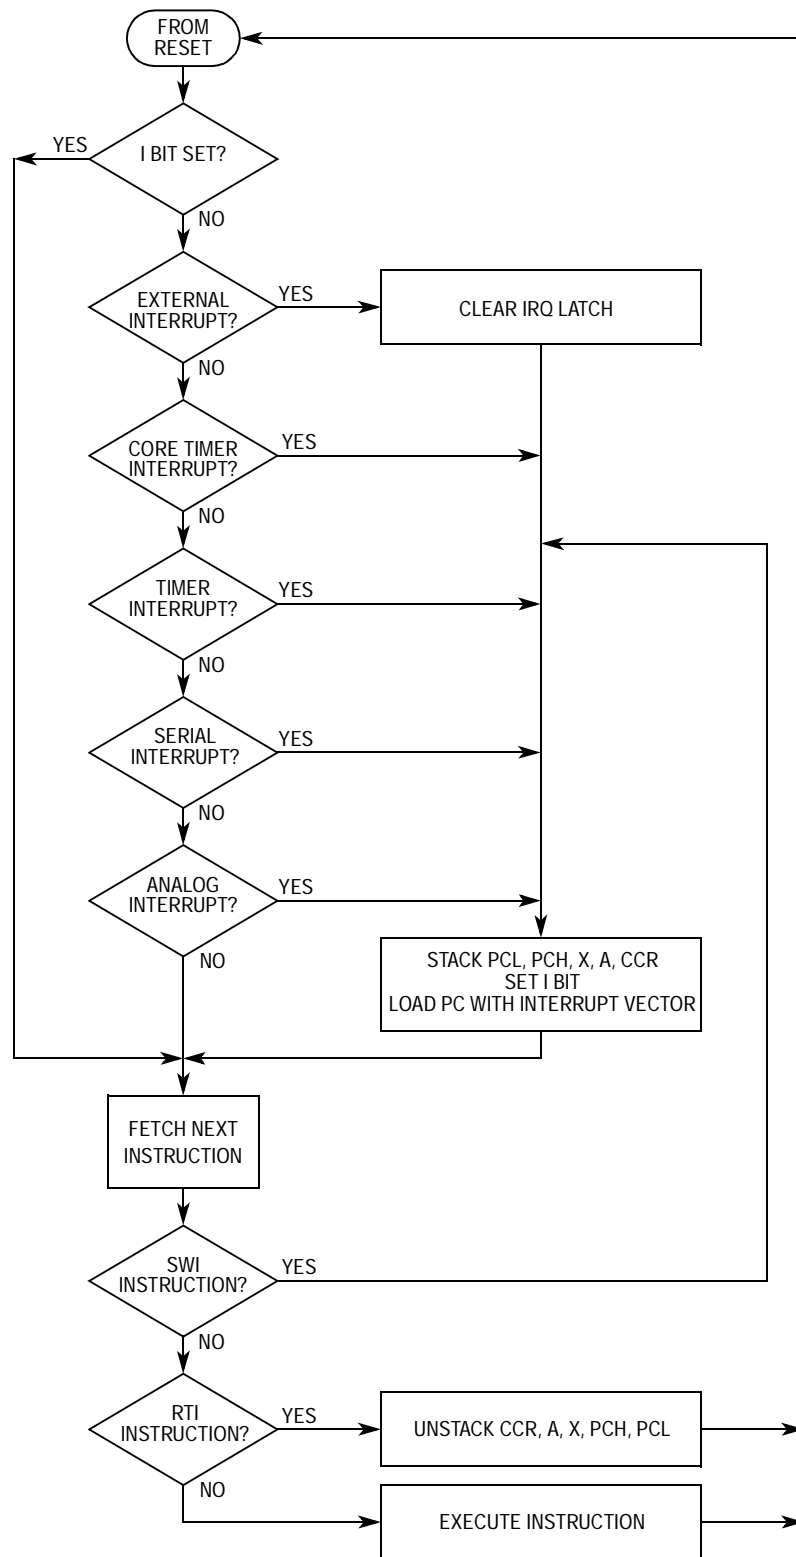 FROM
RESET
YES
I BIT SET?
NO
EXTERNAL
INTERRUPT?
YES
CLEAR IRQ LATCH
NO
CORE TIMER
INTERRUPT?
YES
NO
TIMER
INTERRUPT?
YES
NO
SERIAL
INTERRUPT?
YES
NO
ANALOG
INTERRUPT?
YES
NO
STACK PCL, PCH, X, A, CCR
SET I BIT
LOAD PC WITH INTERRUPT VECTOR
FETCH NEXT
INSTRUCTION
SWI
INSTRUCTION?
YES
NO
RTI
INSTRUCTION?
YES
UNSTACK CCR, A, X, PCH, PCL
NO
EXECUTE INSTRUCTION